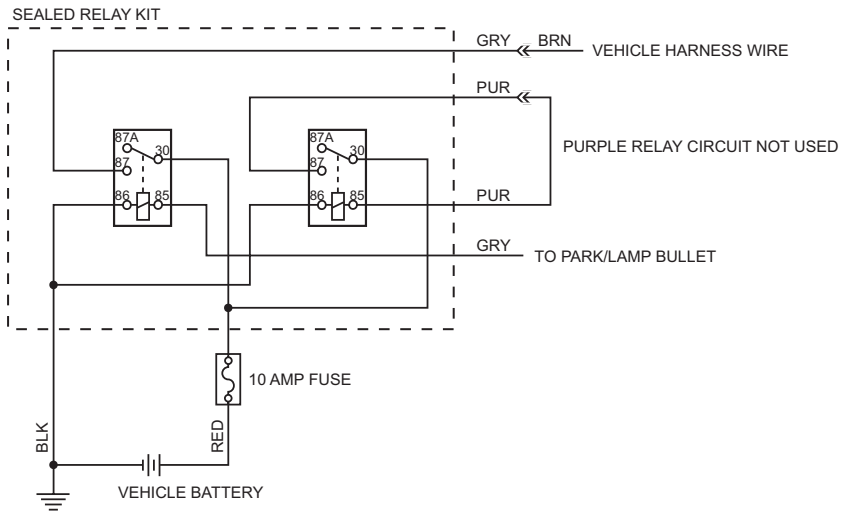 SEALED RELAY KIT
GRY BRN VEHICLE HARNESS WIRE
PUR
87A 30 87A 30
PURPLE RELAY CIRCUIT NOT USED
87 87
86 85 86 85 PUR
GRY TO PARK/LAMP BULLET
10 AMP FUSE
BLK RED
VEHICLE BATTERY